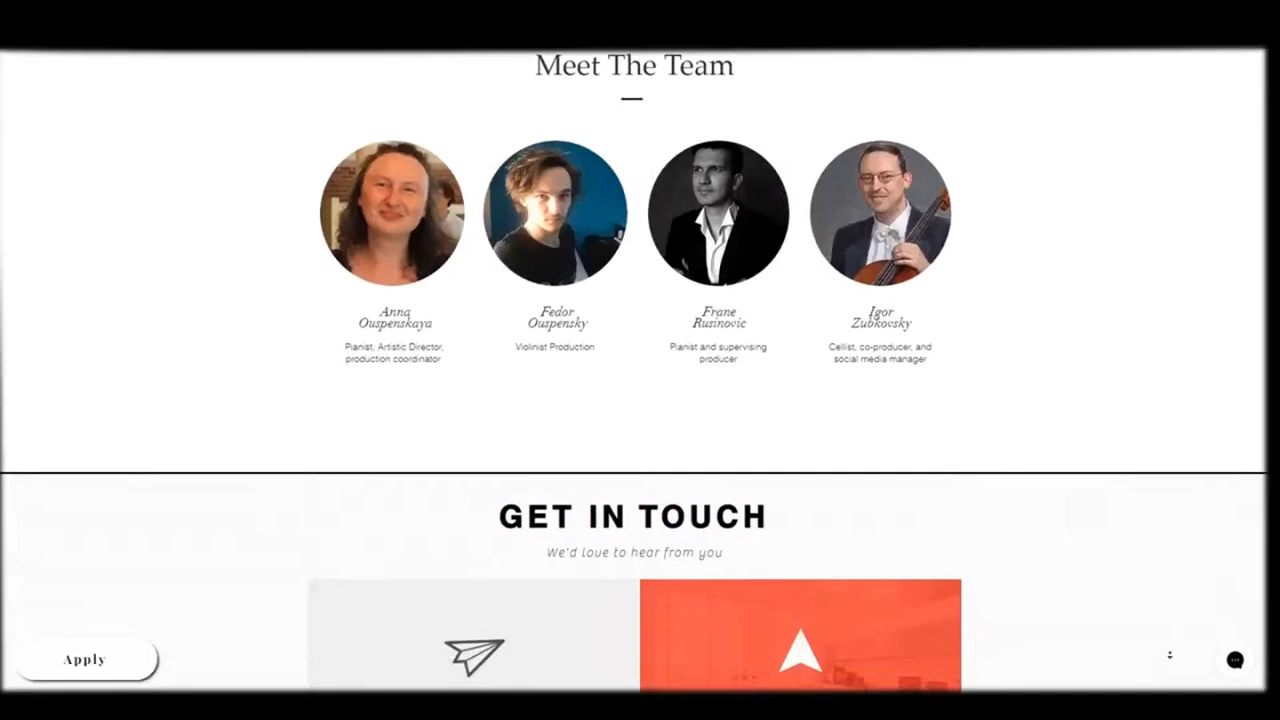 Meet The Team
Anna
Ouspenskaya
Pianist, Artistic Director,
production coordinator
Fedor
Ouspensky
Violinist Production
Frane
Rusinovic
Pianist and supervising
producer
Igor
Zubkovsky
Cellist, co-producer, and
social media manager
GET IN TOUCH
We'd love to hear from you
Apply